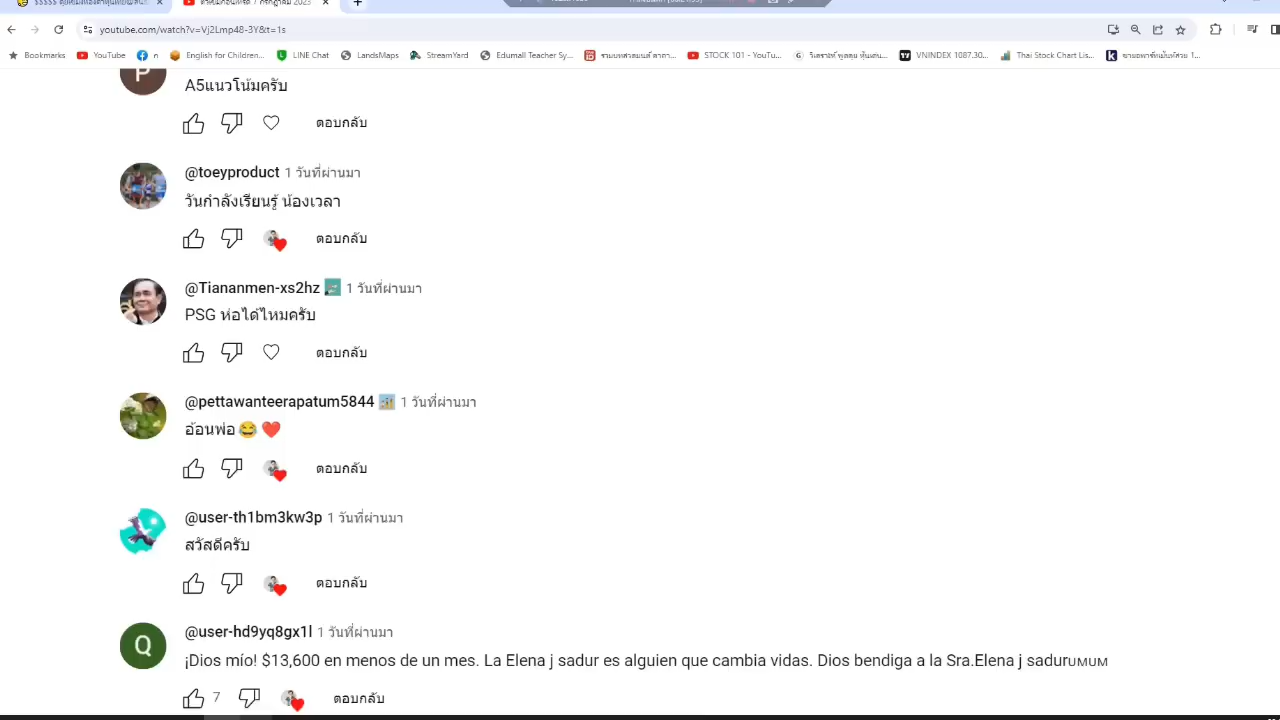 youtube.com/watch?v=Vj2Lmp48-3Y&t=1s
Bookmarks YouTube n English for Children... LINE Chat LandsMaps StreamYard Edumall Teacher Sy... STOCK 101 - YouTu... VNINDEX 1087.30... Thai Stock Chart Lis...
P
A5แนวโน้มครับ
ตอบกลับ
@toeyproduct 1 วันที่ผ่านมา
วันกำลังเรียนรู้ น้องเวลา
ตอบกลับ
@Tiananmen-xs2hz 1 วันที่ผ่านมา
PSG ห่อได้ไหมครับ
ตอบกลับ
@pettawanteerapatum5844 1 วันที่ผ่านมา
อ้อนพ่อ 😂 ❤️
ตอบกลับ
@user-th1bm3kw3p 1 วันที่ผ่านมา
สวัสดีครับ
ตอบกลับ
Q
@user-hd9yq8gx1l 1 วันที่ผ่านมา
¡Dios mío! $13,600 en menos de un mes. La Elena j sadur es alguien que cambia vidas. Dios bendiga a la Sra.Elena j sadurᴜᴍᴜᴍ
7 ตอบกลับ